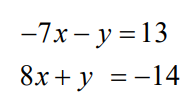 −7x − y = 13
8x + y = −14